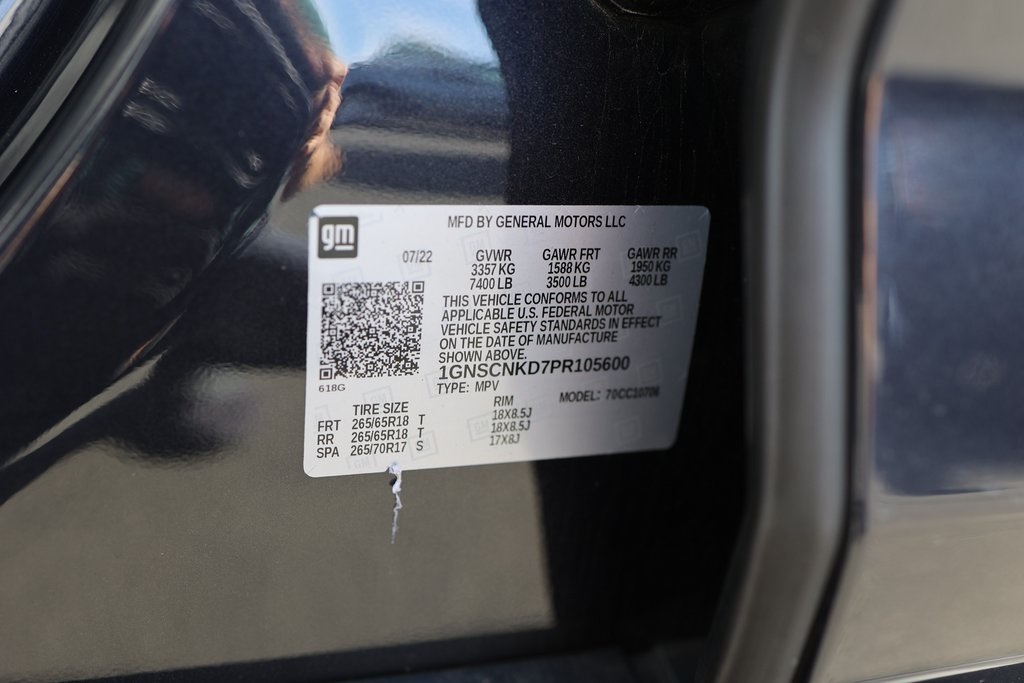 gm
MFD BY GENERAL MOTORS LLC
07/22 GVWR GAWR FRT GAWR RR
3357 KG 1588 KG 1950 KG
7400 LB 3500 LB 4300 LB
THIS VEHICLE CONFORMS TO ALL
APPLICABLE U.S. FEDERAL MOTOR
VEHICLE SAFETY STANDARDS IN EFFECT
ON THE DATE OF MANUFACTURE
SHOWN ABOVE.
1GNSCNKD7PR105600
618G
TYPE: MPV MODEL: 70CC10706
TIRE SIZE RIM
FRT 265/65R18 T 18X8.5J
RR 265/65R18 T 18X8.5J
SPA 265/70R17 S 17X8J